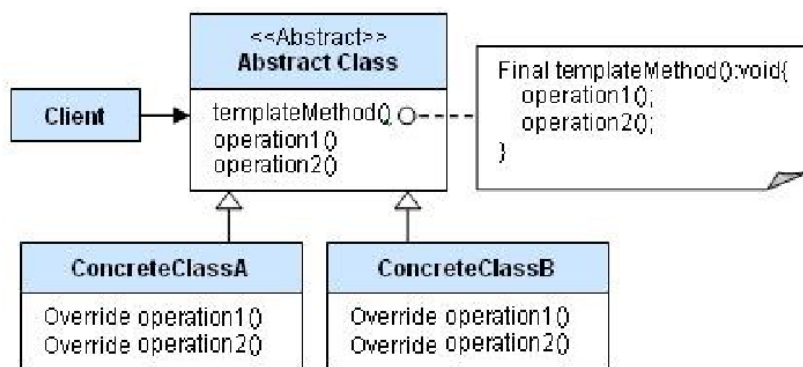 <<Abstract>>
Abstract Class
Client
templateMethod()
operation1()
operation2()
Final templateMethod():void{
operation1();
operation2();
}
ConcreteClassA
Override operation1()
Override operation2()
ConcreteClassB
Override operation1()
Override operation2()